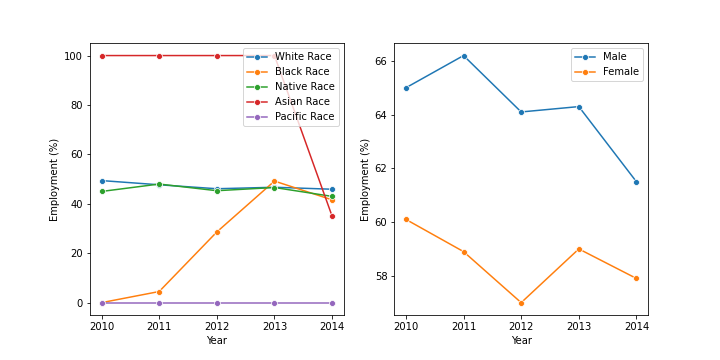 100
80
60
40
20
0
Employment (%)
2010 2011 2012 2013 2014
Year
White Race
Black Race
Native Race
Asian Race
Pacific Race
66
64
62
60
58
Employment (%)
2010 2011 2012 2013 2014
Year
Male
Female